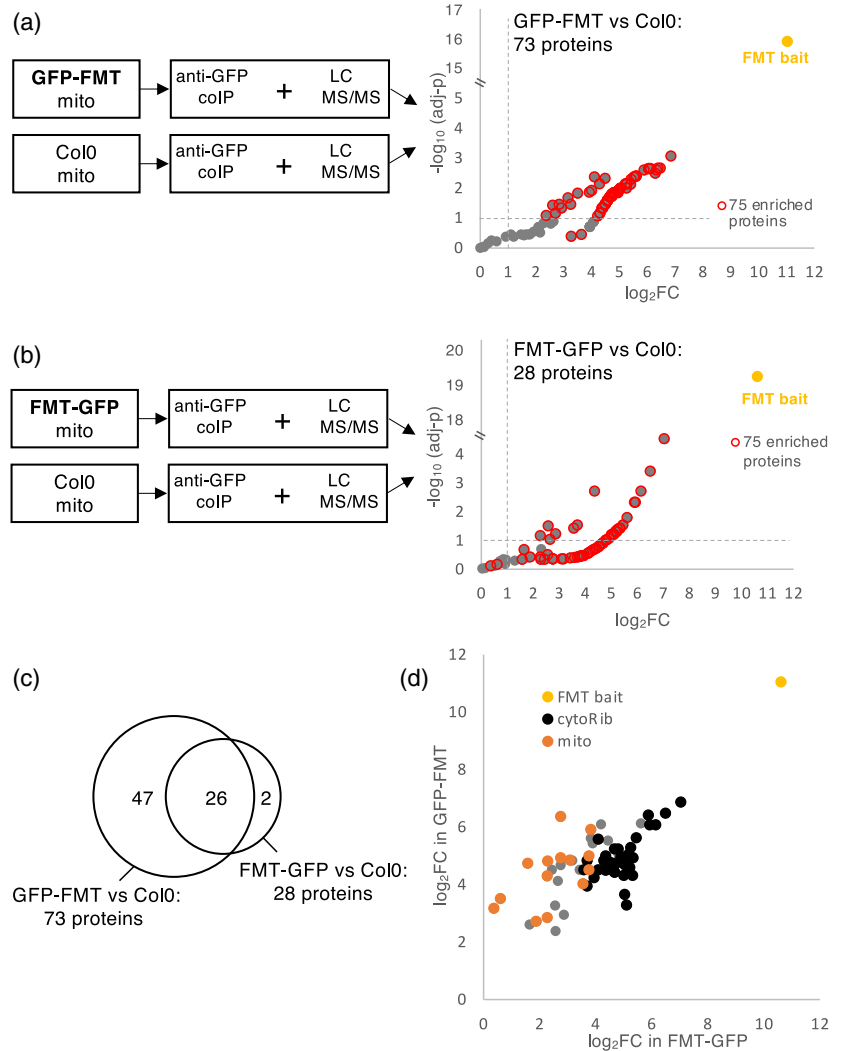 (a)
GFP-FMT
mito
anti-GFP
coIP
+
LC
MS/MS
Col0
mito
anti-GFP
coIP
+
LC
MS/MS
GFP-FMT vs Col0:
73 proteins
FMT bait
75 enriched
proteins
-log10 (adj-p)
17
16
15
5
4
3
2
1
0
0 1 2 3 4 5 6 7 8 9 10 11 12
log2FC
(b)
FMT-GFP
mito
anti-GFP
coIP
+
LC
MS/MS
Col0
mito
anti-GFP
coIP
+
LC
MS/MS
FMT-GFP vs Col0:
28 proteins
FMT bait
75 enriched
proteins
-log10 (adj-p)
20
19
18
4
3
2
1
0
0 1 2 3 4 5 6 7 8 9 10 11 12
log2FC
(c)
47 26 2
GFP-FMT vs Col0:
73 proteins
FMT-GFP vs Col0:
28 proteins
(d)
FMT bait
cytoRib
mito
log2FC in GFP-FMT
12
10
8
6
4
2
0
0 2 4 6 8 10 12
log2FC in FMT-GFP